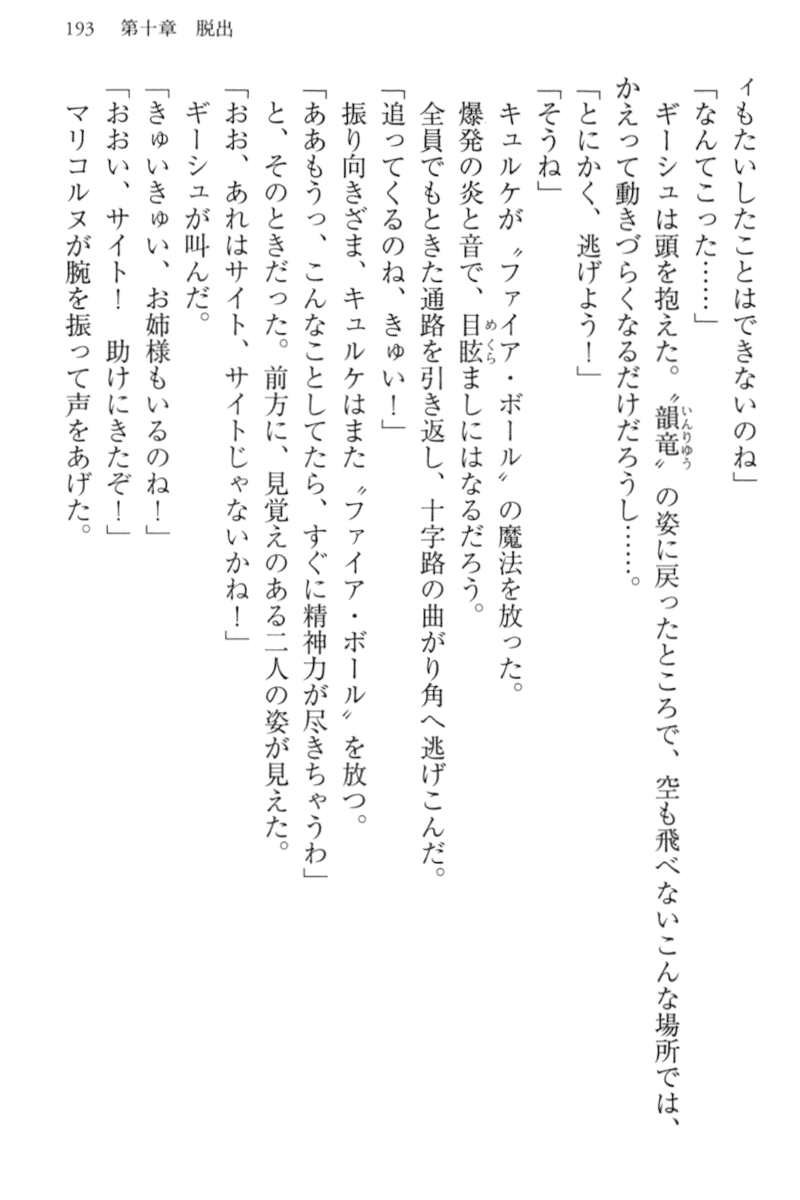 193　第十章　脱出
ィもたいしたことはできないのね」
「なんてこった……」
　ギーシュは頭を抱えた。〝韻竜〟の姿に戻ったところで、空も飛べないこんな場所では、
かえって動きづらくなるだけだろうし……。
「とにかく、逃げよう！」
「そうね」
　キュルケが〝ファイア・ボール〟の魔法を放った。
爆発の炎と音で、目眩ましにはなるだろう。
　全員でもときた通路を引き返し、十字路の曲がり角へ逃げこんだ。
「追ってくるのね、きゅい！」
　振り向きざま、キュルケはまた〝ファイア・ボール〟を放つ。
「ああもうっ、こんなことしてたら、すぐに精神力が尽きちゃうわ」
　と、そのときだった。前方に、見覚えのある二人の姿が見えた。
「おお、あれはサイト、サイトじゃないかね！」
　ギーシュが叫んだ。
「きゅいきゅい、お姉様もいるのね！」
「おおい、サイト！　助けにきたぞ！」
　マリコルヌが腕を振って声をあげた。